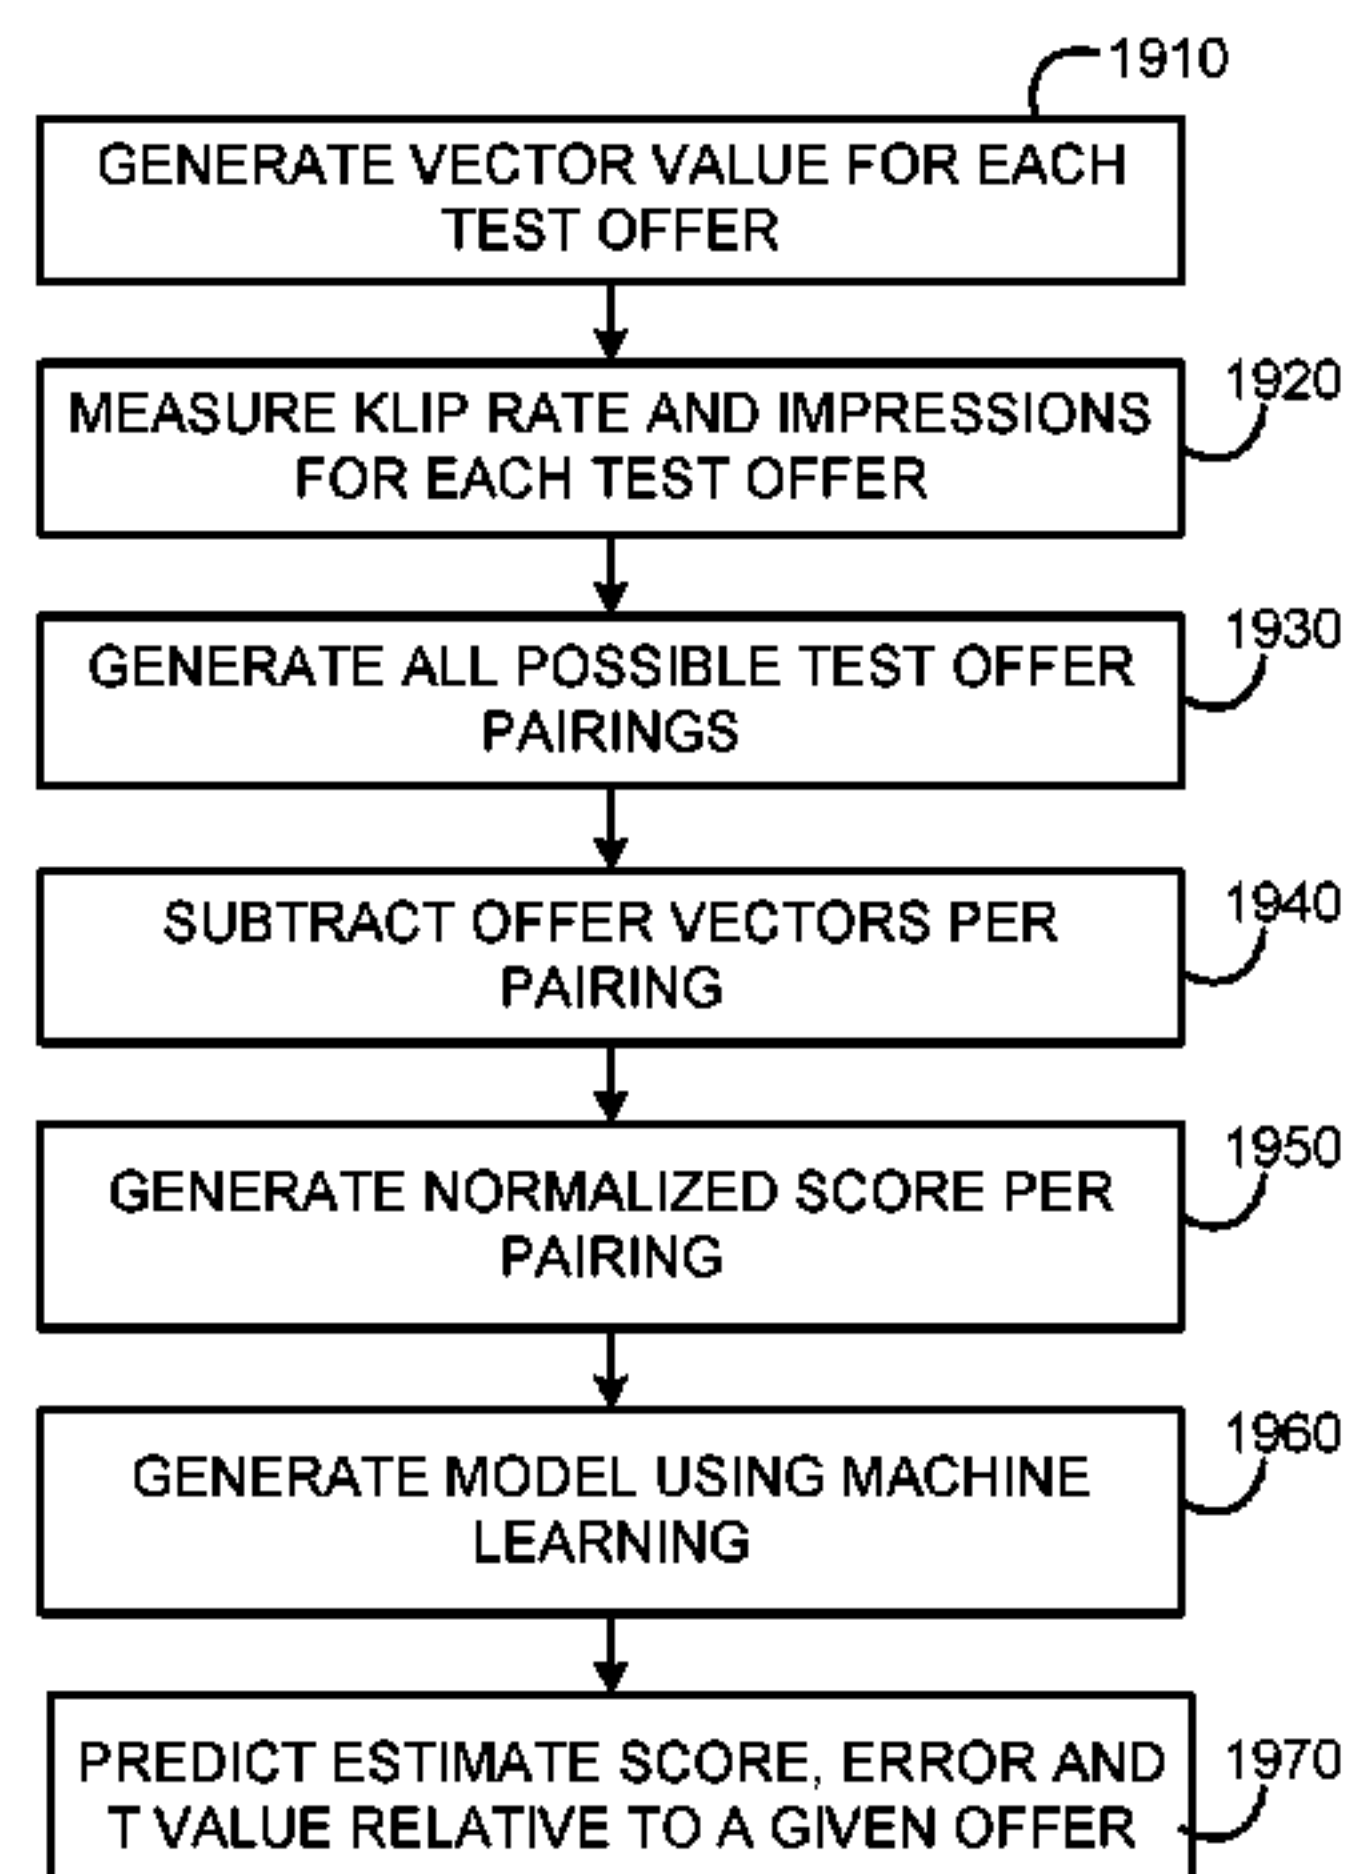 1910
GENERATE VECTOR VALUE FOR EACH
TEST OFFER
1920
MEASURE KLIP RATE AND IMPRESSIONS
FOR EACH TEST OFFER
1930
GENERATE ALL POSSIBLE TEST OFFER
PAIRINGS
1940
SUBTRACT OFFER VECTORS PER
PAIRING
1950
GENERATE NORMALIZED SCORE PER
PAIRING
1960
GENERATE MODEL USING MACHINE
LEARNING
1970
PREDICT ESTIMATE SCORE, ERROR AND
T VALUE RELATIVE TO A GIVEN OFFER